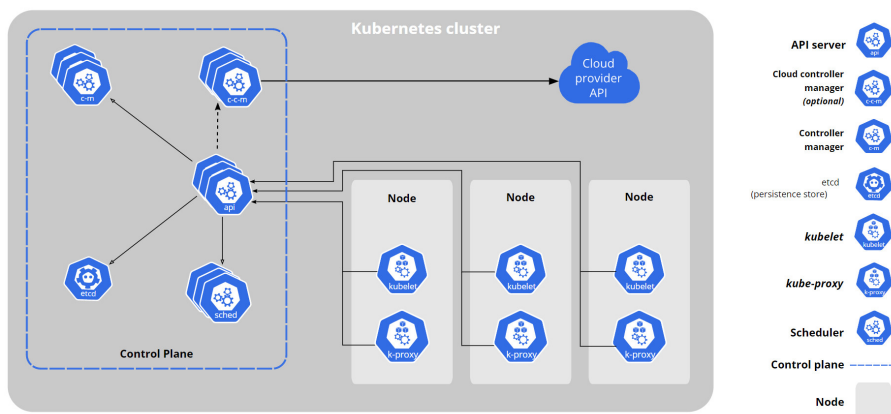 Kubernetes cluster
c-m
c-c-m
Cloud
provider
API
api
etcd
sched
Control Plane
Node
kubelet
k-proxy
Node
kubelet
k-proxy
Node
kubelet
k-proxy
API server
api
Cloud controller
manager
(optional)
c-c-m
Controller
manager
c-m
etcd
(persistence store)
etcd
kubelet
kubelet
kube-proxy
k-proxy
Scheduler
sched
Control plane
Node